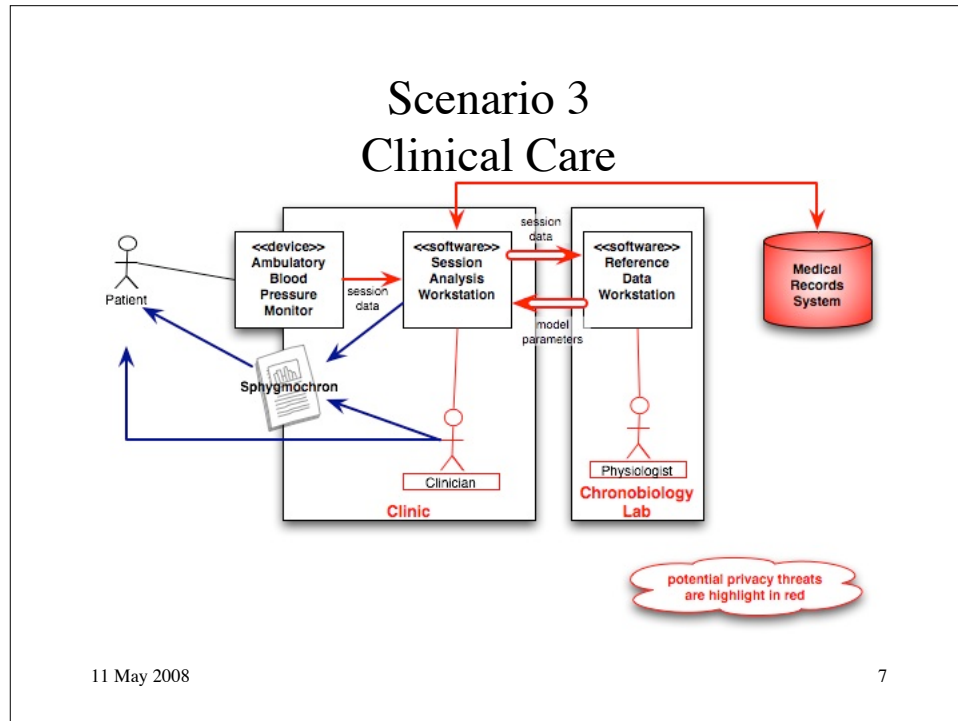 Scenario 3
Clinical Care
session
data
<<device>>
Ambulatory
Blood
Pressure
Monitor
<<software>>
Session
Analysis
Workstation
<<software>>
Reference
Data
Workstation
Medical
Records
System
Patient
session
data
model
parameters
Sphygmochron
Clinician
Physiologist
Clinic
Chronobiology
Lab
potential privacy threats
are highlight in red
11 May 2008
7